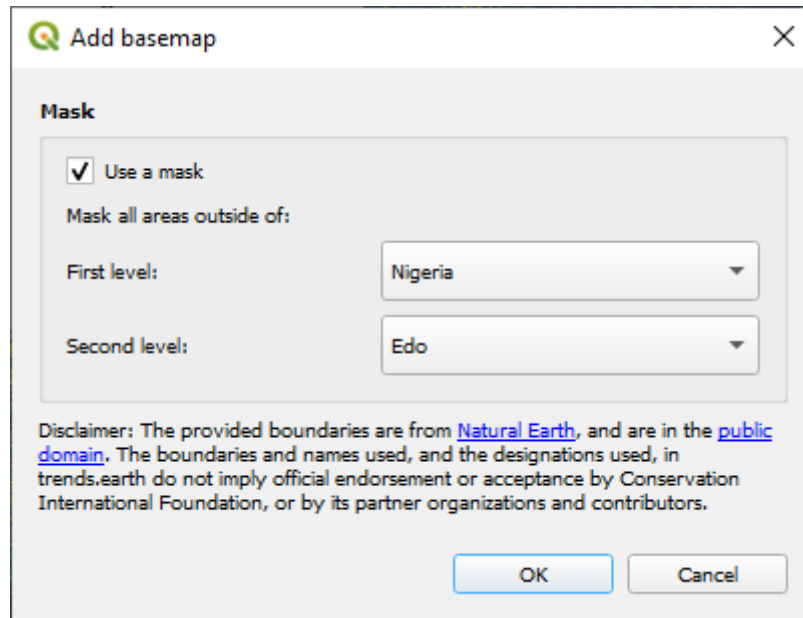 Add basemap
Mask
Use a mask
Mask all areas outside of:
First level: Nigeria
Second level: Edo
Disclaimer: The provided boundaries are from Natural Earth, and are in the public
domain. The boundaries and names used, and the designations used, in
trends.earth do not imply official endorsement or acceptance by Conservation
International Foundation, or by its partner organizations and contributors.
OK Cancel